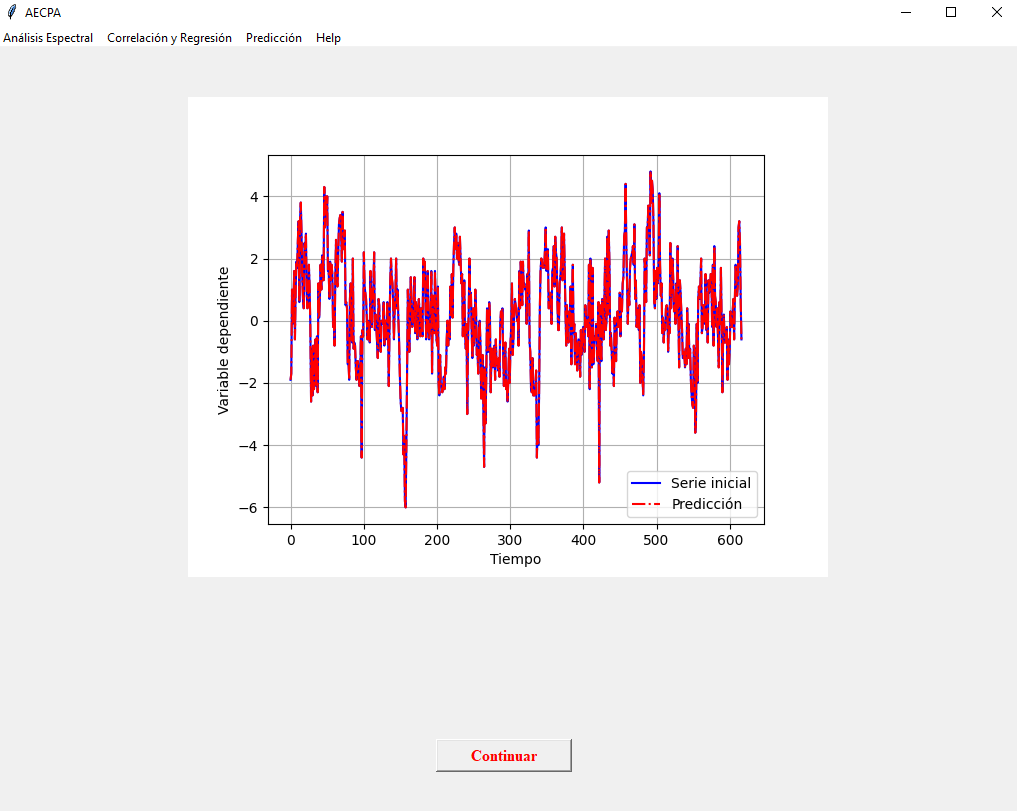 AECPA
Análisis Espectral Correlación y Regresión Predicción Help
Variable dependiente
4
2
0
−2
−4
−6
Serie inicial
Predicción
0 100 200 300 400 500 600
Tiempo
Continuar